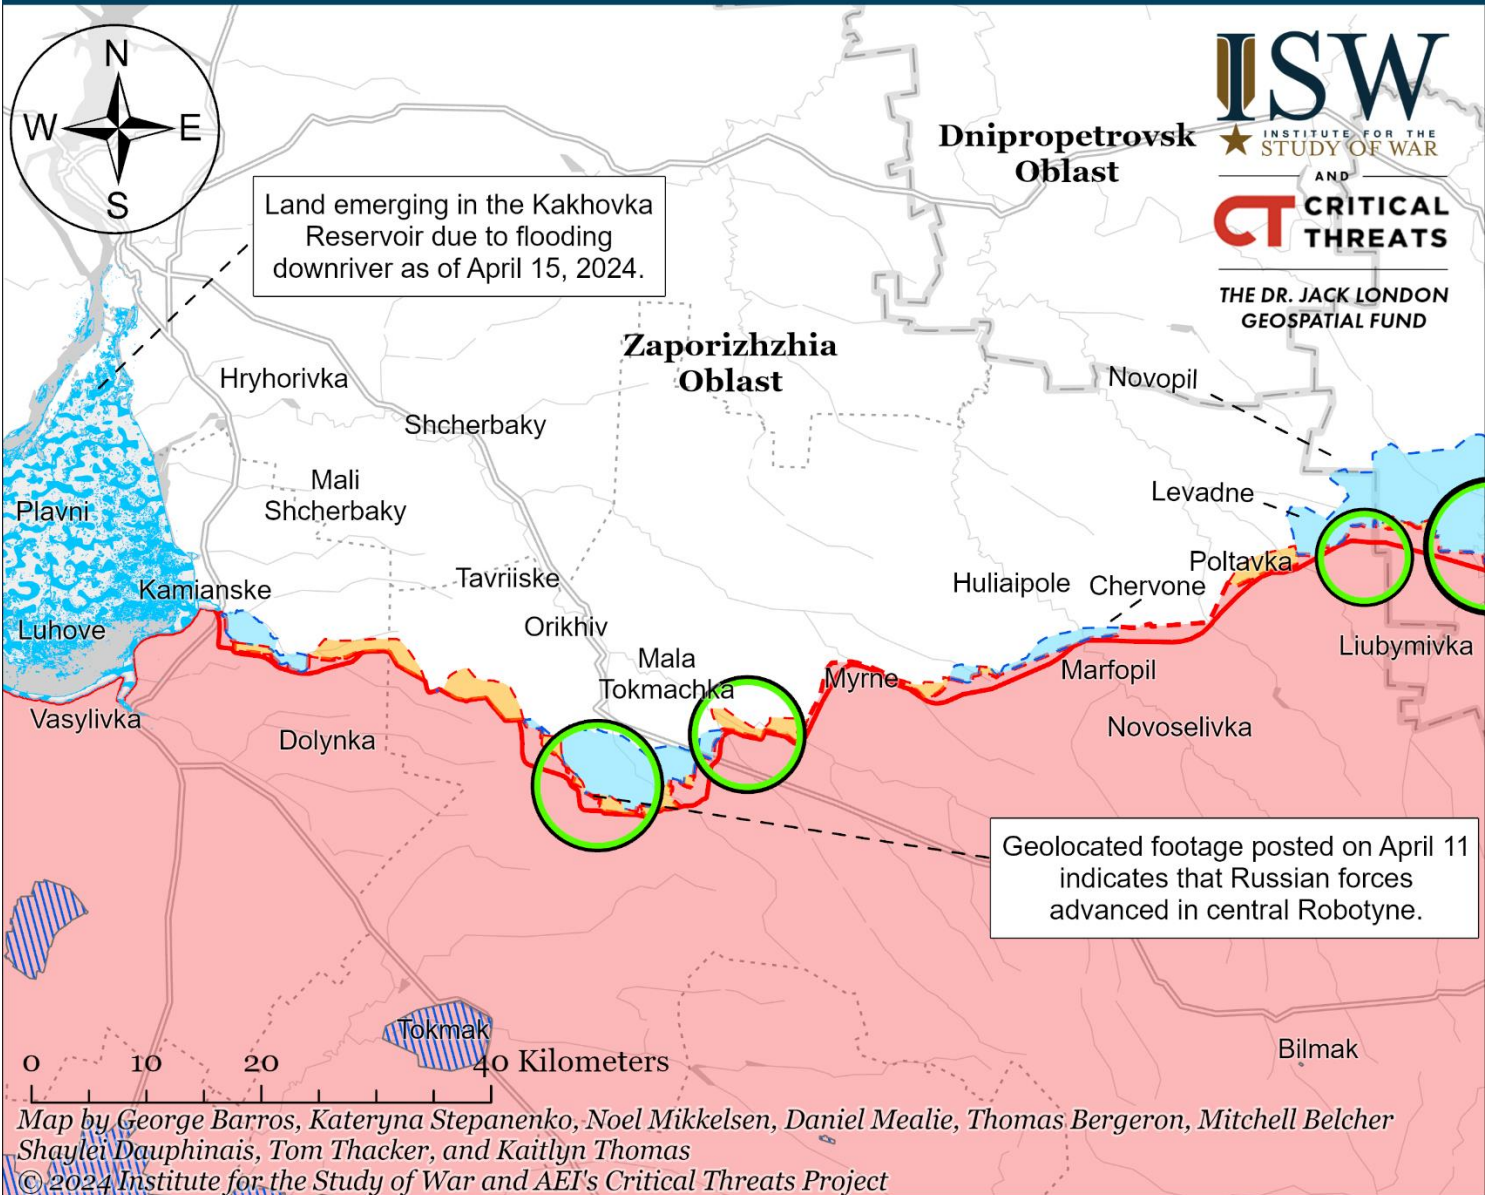 N
W
E
S
ISW
INSTITUTE FOR THE
STUDY OF WAR
AND
CT CRITICAL
THREATS
THE DR. JACK LONDON
GEOSPATIAL FUND
Dnipropetrovsk
Oblast
Land emerging in the Kakhovka
Reservoir due to flooding
downriver as of April 15, 2024.
Zaporizhzhia
Oblast
Hryhorivka
Novopil
Shcherbaky
Mali
Shcherbaky
Levadne
Plavni
Poltavka
Kamianske
Tavriiske
Huliaipole
Chervone
Luhove
Orikhiv
Liubymivka
Mala
Tokmachka
Myrne
Marfopil
Vasylivka
Dolynka
Novoselivka
Geolocated footage posted on April 11
indicates that Russian forces
advanced in central Robotyne.
Tokmak
Bilmak
0 10 20 40 Kilometers
Map by George Barros, Kateryna Stepanenko, Noel Mikkelsen, Daniel Mealie, Thomas Bergeron, Mitchell Belcher
Shaylei Dauphinais, Tom Thacker, and Kaitlyn Thomas
© 2024 Institute for the Study of War and AEI's Critical Threats Project